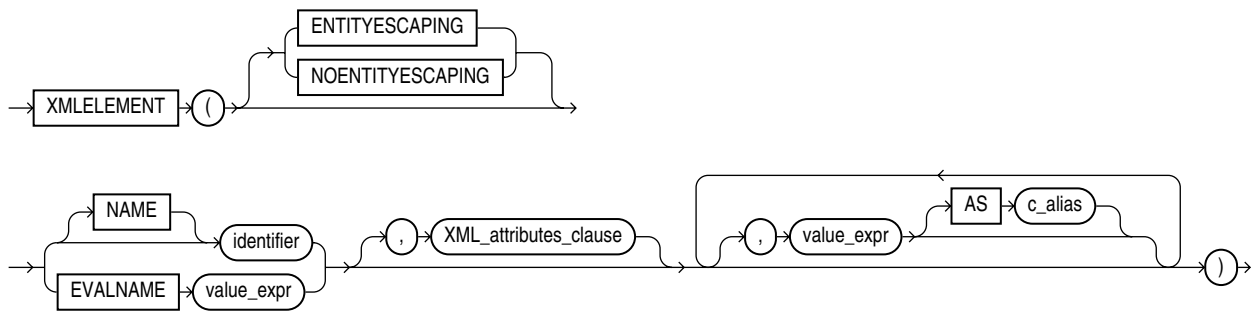 ENTITYESCAPING
NOENTITYESCAPING
XMLELEMENT (
NAME
identifier
EVALNAME value_expr
, XML_attributes_clause
, value_expr
AS c_alias
)